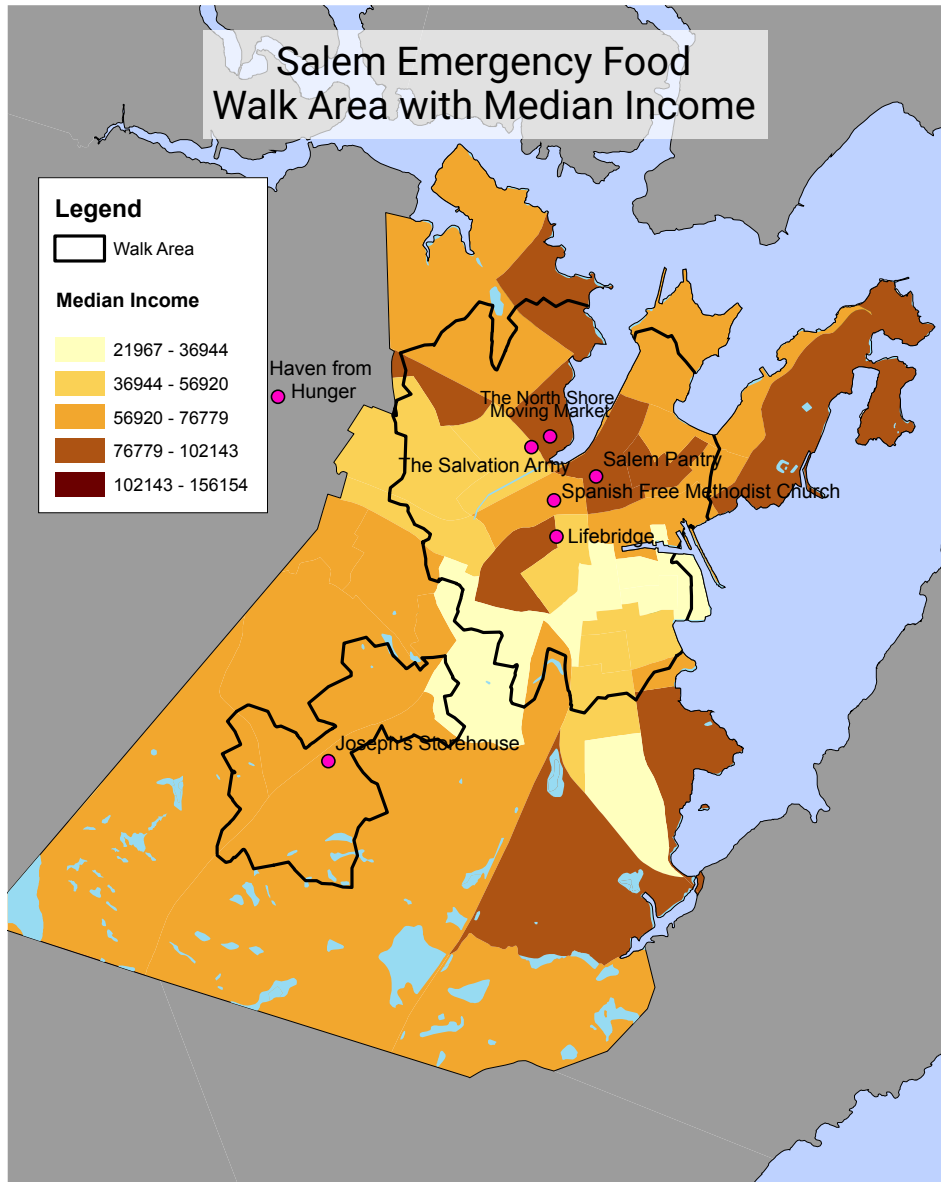 Salem Emergency Food
Walk Area with Median Income
Legend
Walk Area
Median Income
21967 - 36944
36944 - 56920
56920 - 76779
76779 - 102143
102143 - 156154
Haven from
Hunger
The North Shore
Moving Market
The Salvation Army
Salem Pantry
Spanish Free Methodist Church
Lifebridge
Joseph's Storehouse